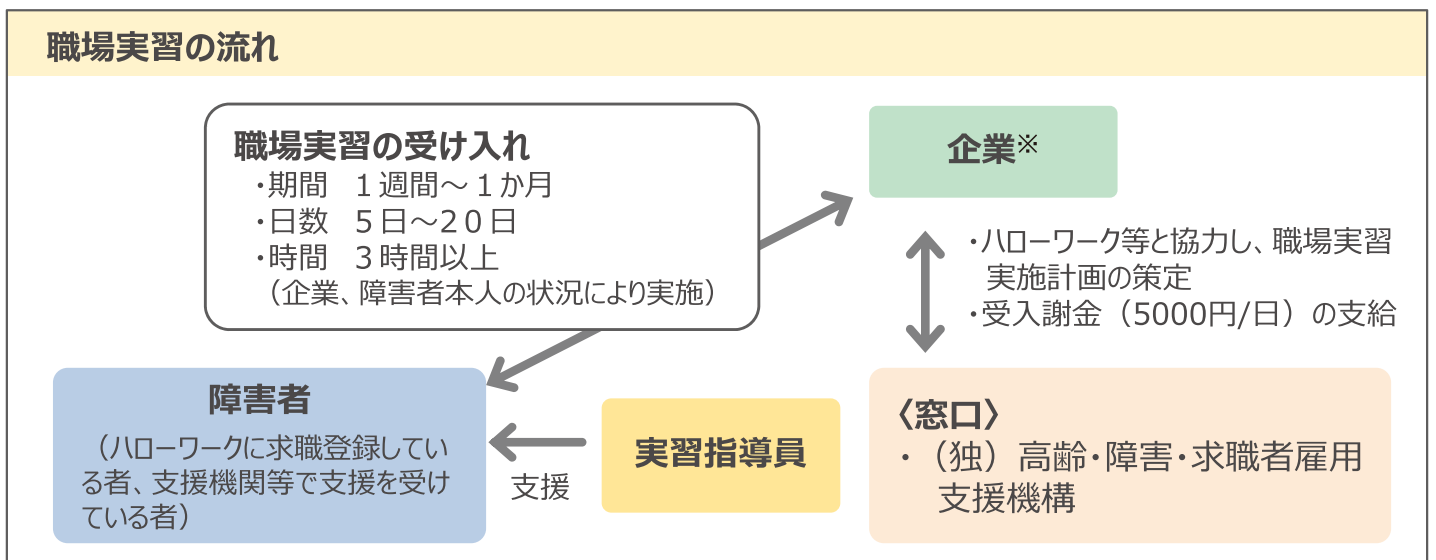 職場実習の流れ
職場実習の受け入れ
・期間　１週間～１か月
・日数　５日～２０日
・時間　３時間以上
（企業、障害者本人の状況により実施）
企業※
・ハローワーク等と協力し、職場実習
実施計画の策定
・受入謝金（5000円/日）の支給
障害者
（ハローワークに求職登録してい
る者、支援機関等で支援を受け
ている者）
支援
実習指導員
〈窓口〉
・（独）高齢・障害・求職者雇用
支援機構